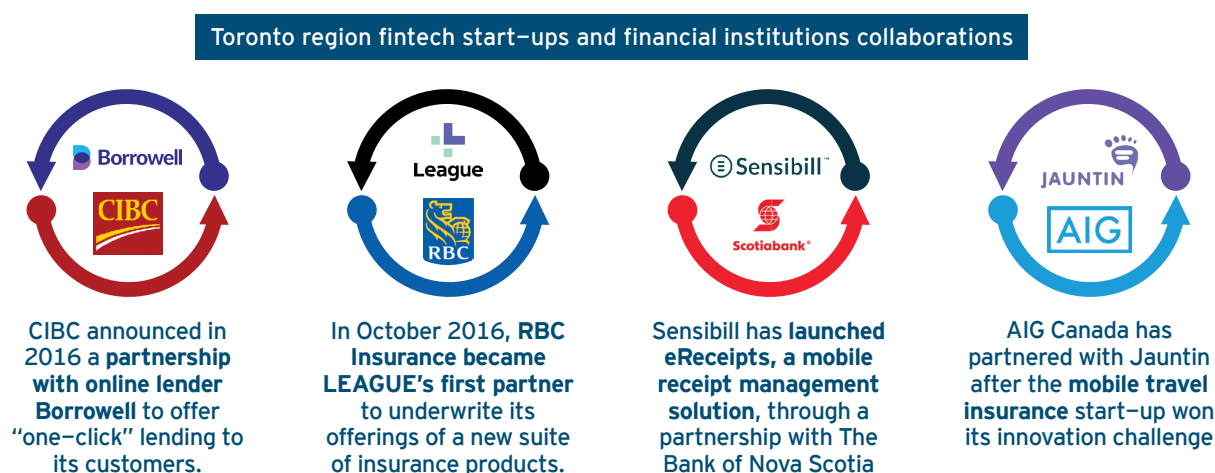 Toronto region fintech start–ups and financial institutions collaborations
Borrowell
CIBC
CIBC announced in
2016 a partnership
with online lender
Borrowell to offer
“one–click” lending to
its customers.
League
RBC
In October 2016, RBC
Insurance became
LEAGUE’s first partner
to underwrite its
offerings of a new suite
of insurance products.
Sensibill™
Scotiabank®
Sensibill has launched
eReceipts, a mobile
receipt management
solution, through a
partnership with The
Bank of Nova Scotia
JAUNTIN
AIG
AIG Canada has
partnered with Jauntin
after the mobile travel
insurance start–up won
its innovation challenge